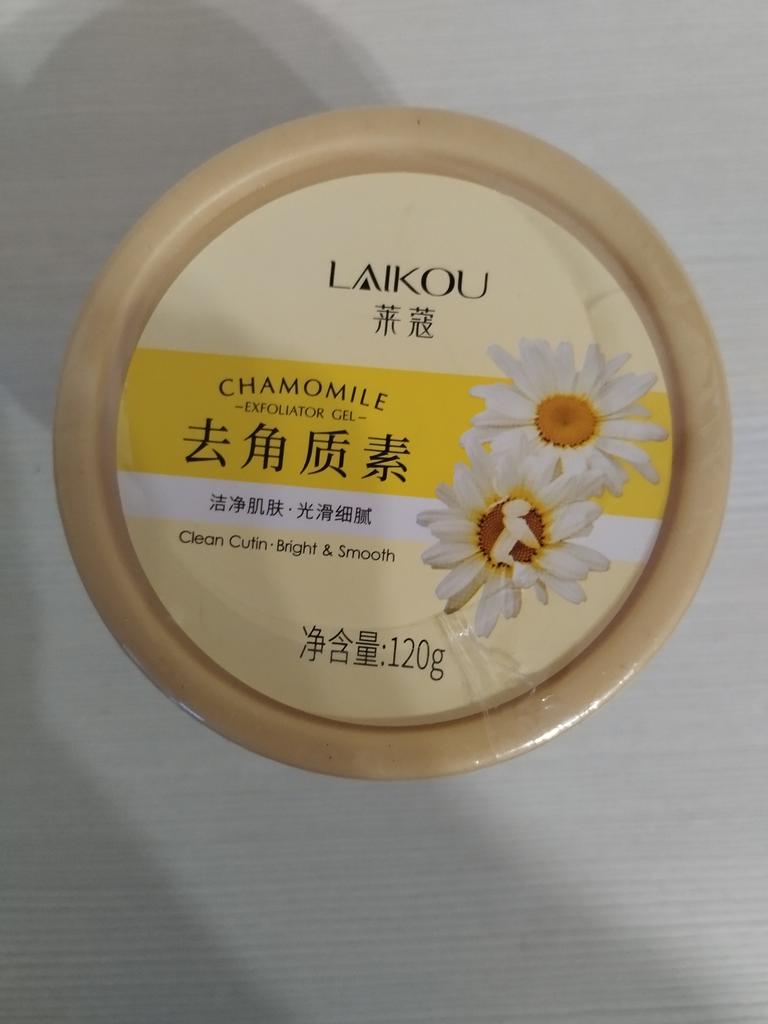 LAIKOU
莱蔻
CHAMOMILE
-EXFOLIATOR GEL-
去角质素
洁净肌肤·光滑细腻
Clean Cutin·Bright & Smooth
净含量:120g